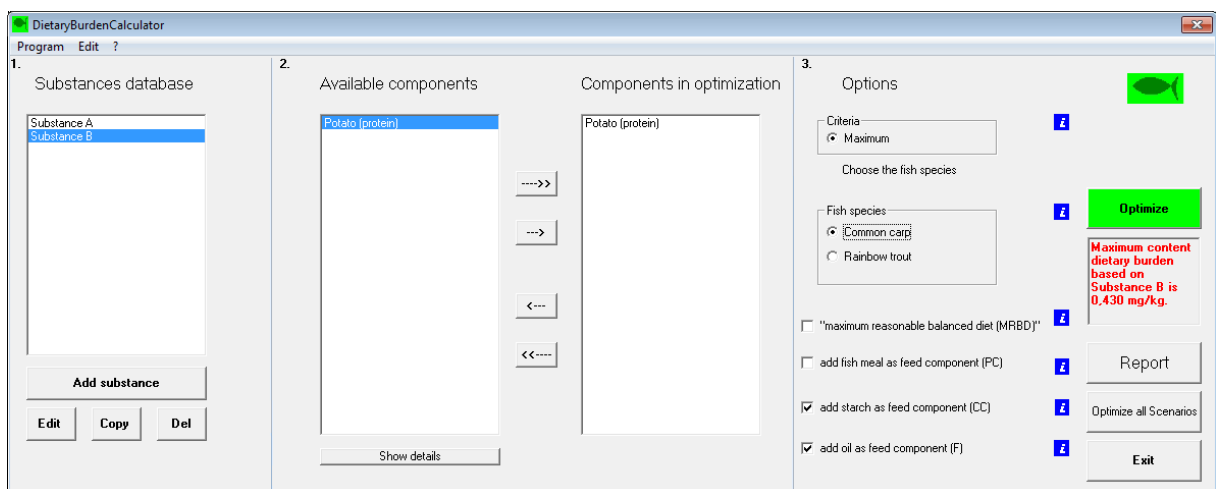 DietaryBurdenCalculator
Program Edit ?
1.
Substances database
Substance A
Substance B
Add substance
Edit Copy Del
2.
Available components
Potato (protein)
Show details
---->>
--->
<---
<<----
Components in optimization
Potato (protein)
3.
Options
Criteria
Maximum
Choose the fish species
Fish species
Common carp
Rainbow trout
"maximum reasonable balanced diet (MRBD)"
add fish meal as feed component (PC)
add starch as feed component (CC)
add oil as feed component (F)
i
i
i
i
i
i
Optimize
Maximum content
dietary burden
based on
Substance B is
0,430 mg/kg.
Report
Optimize all Scenarios
Exit